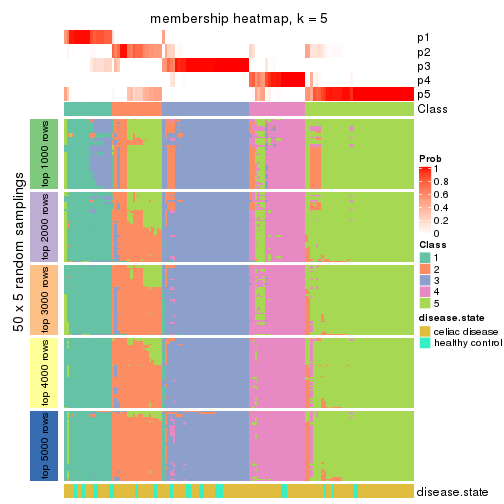 membership heatmap, k = 5
p1
p2
p3
p4
p5
Class
50 x 5 random samplings
top 1000 rows
top 2000 rows
top 3000 rows
top 4000 rows
top 5000 rows
disease.state
Prob
1
0.8
0.6
0.4
0.2
0
Class
1
2
3
4
5
disease.state
celiac disease
healthy control